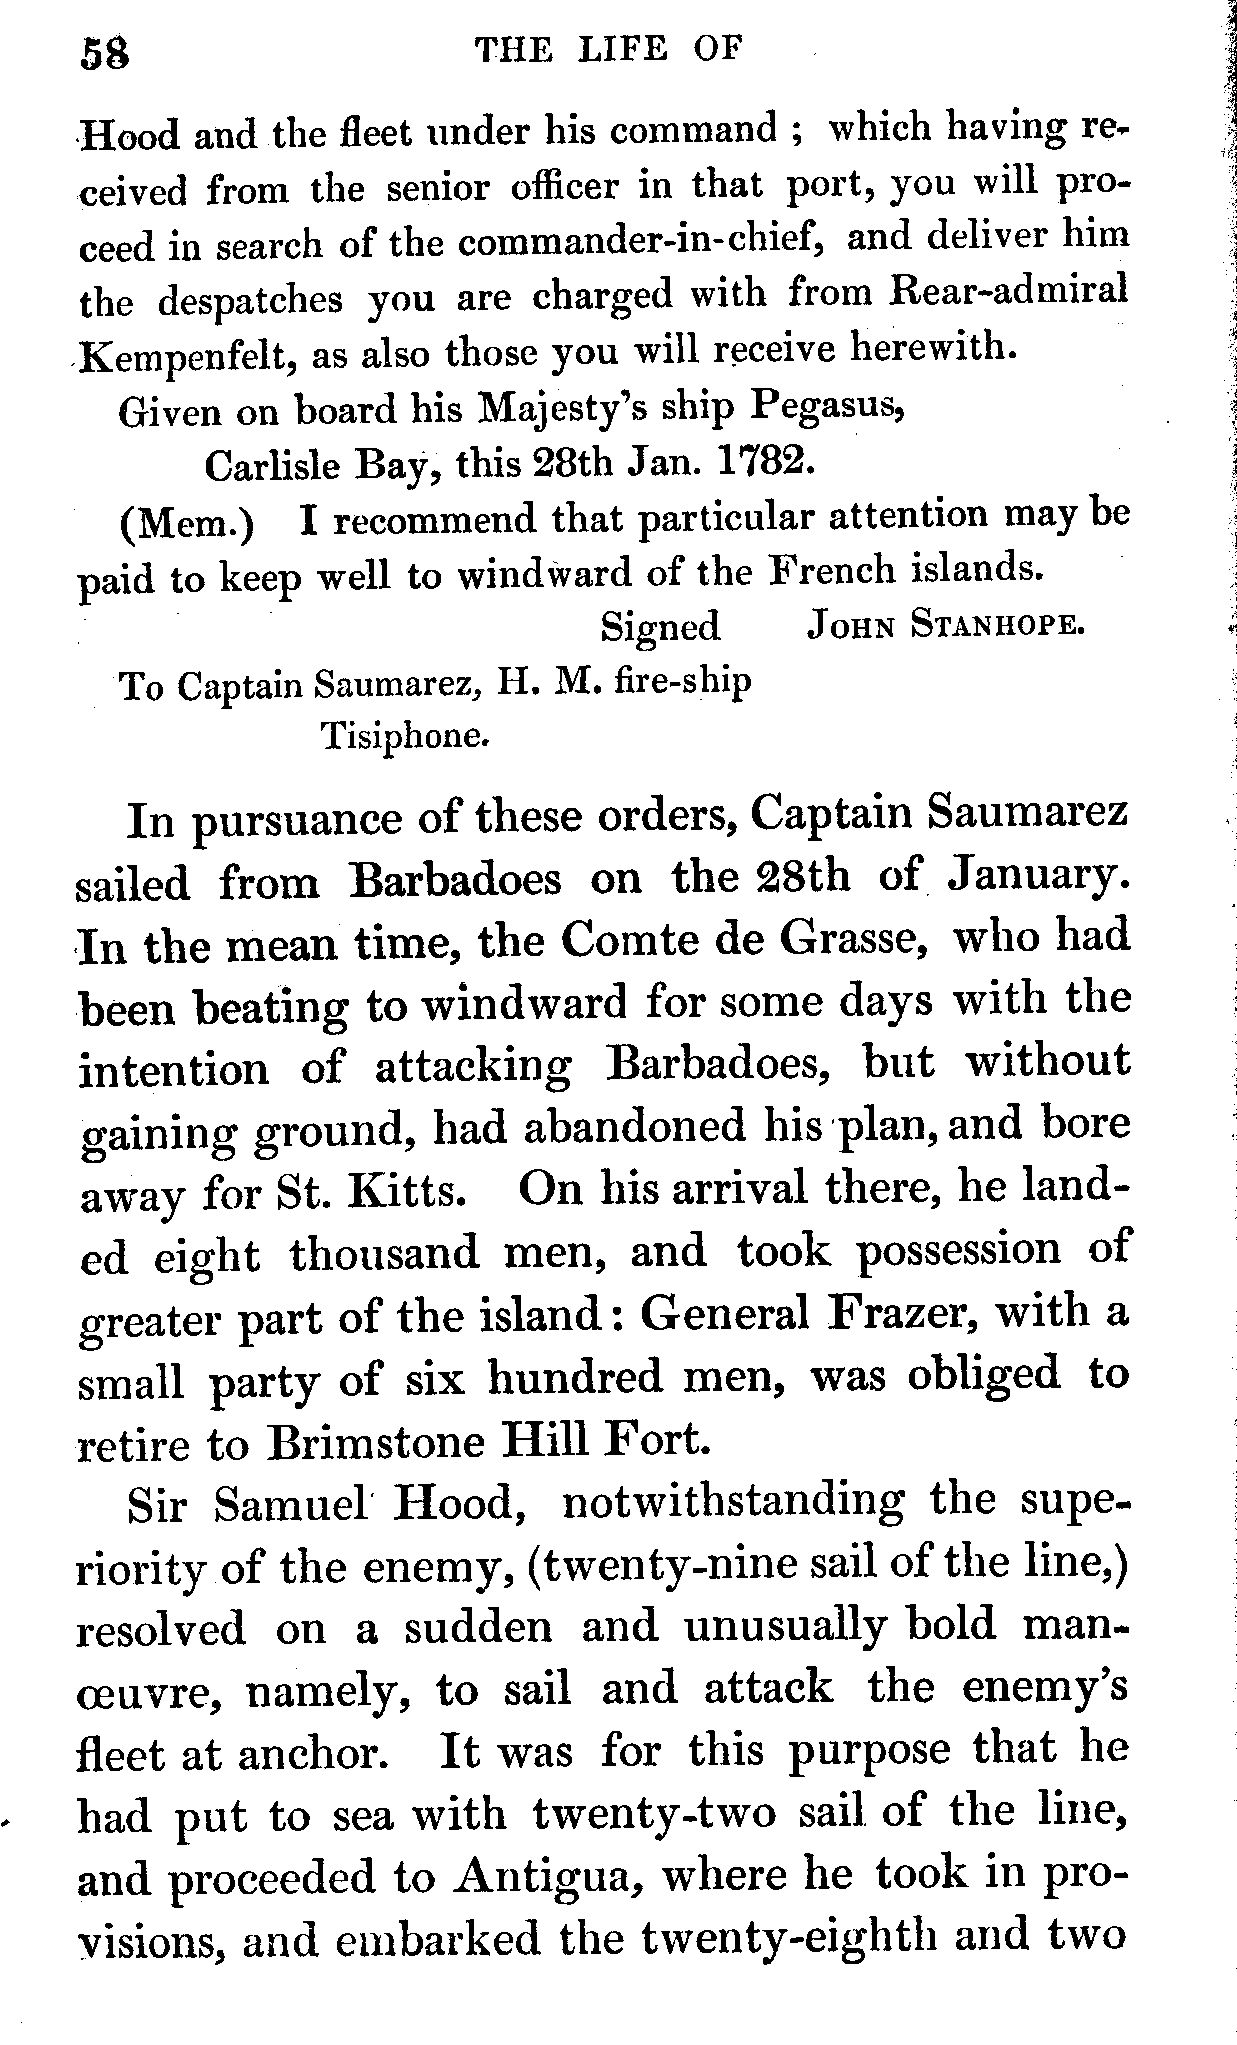 58 THE LIFE OF
Hood and the fleet under his command ; which having re-
ceived from the senior officer in that port, you will pro-
ceed in search of the commander-in-chief, and deliver him
the despatches you are charged with from Rear-admiral
Kempenfelt, as also those you will receive herewith.
Given on board his Majesty's ship Pegasus,
Carlisle Bay, this 28th Jan. 1782.
(Mem.) I recommend that particular attention may be
paid to keep well to windward of the French islands.
Signed JOHN STANHOPE.
To Captain Saumarez, H. M. fire-ship
Tisiphone.
In pursuance of these orders, Captain Saumarez
sailed from Barbadoes on the 28th of January.
In the mean time, the Comte de Grasse, who had
been beating to windward for some days with the
intention of attacking Barbadoes, but without
gaining ground, had abandoned his plan, and bore
away for St. Kitts. On his arrival there, he land-
ed eight thousand men, and took possession of
greater part of the island: General Frazer, with a
small party of six hundred men, was obliged to
retire to Brimstone Hill Fort.
Sir Samuel Hood, notwithstanding the supe-
riority of the enemy, (twenty-nine sail of the line,)
resolved on a sudden and unusually bold man-
œuvre, namely, to sail and attack the enemy's
fleet at anchor. It was for this purpose that he
had put to sea with twenty-two sail of the line,
and proceeded to Antigua, where he took in pro-
visions, and embarked the twenty-eighth and two